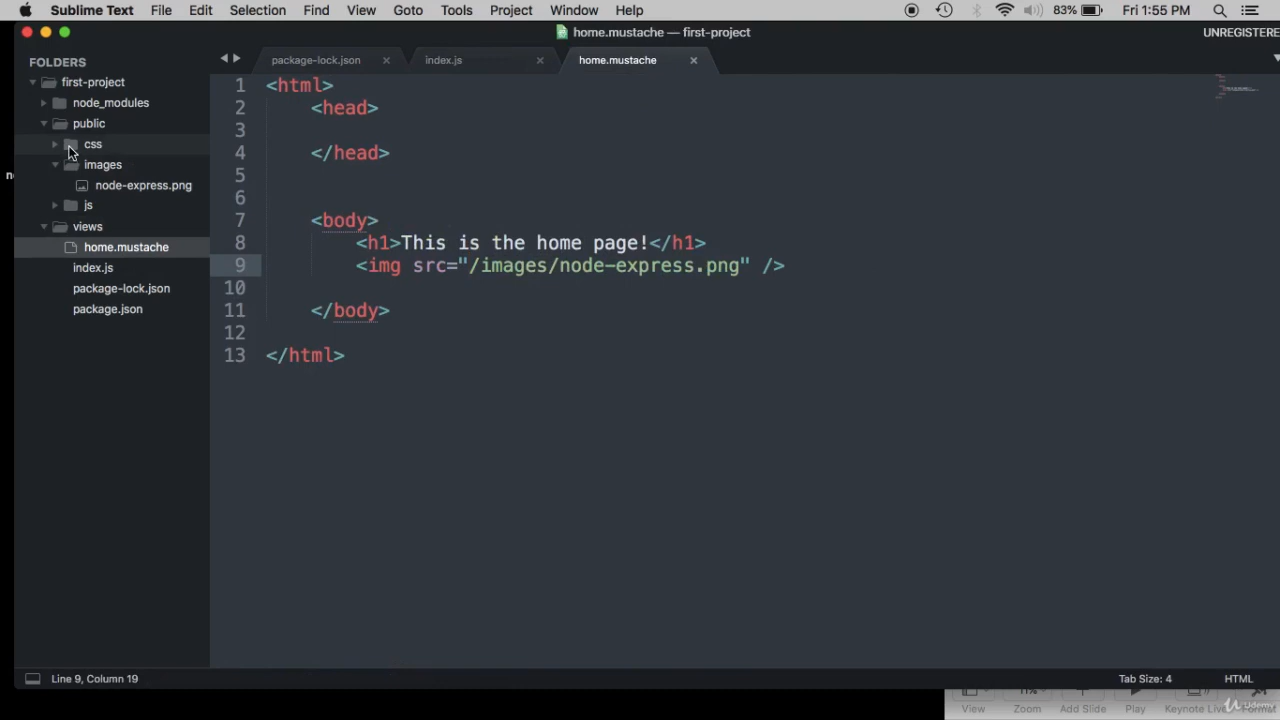 Sublime Text File Edit Selection Find View Goto Tools Project Window Help 83% Fri 1:55 PM
home.mustache — first-project UNREGISTERE
FOLDERS
first-project
node_modules
public
css
images
node-express.png
js
views
home.mustache
index.js
package-lock.json
package.json
package-lock.json index.js home.mustache
1 <html>
2 <head>
3
4 </head>
5
6
7 <body>
8 <h1>This is the home page!</h1>
9 <img src="/images/node-express.png" />
10
11 </body>
12
13 </html>
Line 9, Column 19 Tab Size: 4 HTML
View Zoom Add Slide Play Keynote Live Format
Udemy